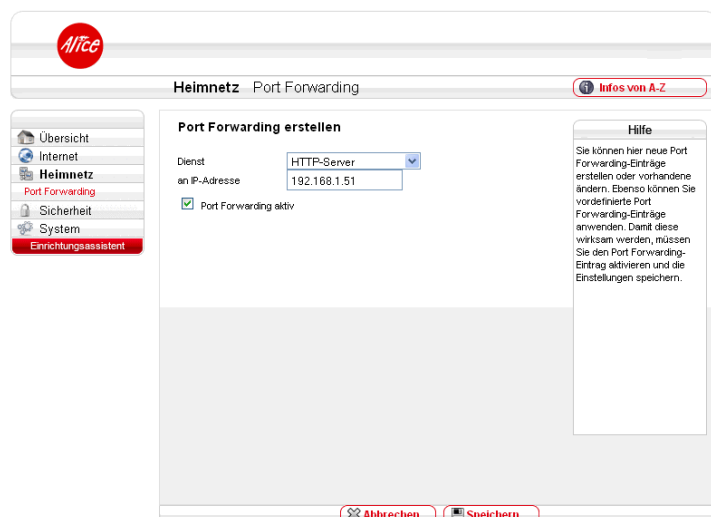 Alice
Heimnetz Port Forwarding
Infos von A-Z
Übersicht
Internet
Heimnetz
Port Forwarding
Sicherheit
System
Einrichtungsassistent
Port Forwarding erstellen
Dienst HTTP-Server
an IP-Adresse 192.168.1.51
Port Forwarding aktiv
Hilfe
Sie können hier neue Port
Forwarding-Einträge
erstellen oder vorhandene
ändern. Ebenso können Sie
vordefinierte Port
Forwarding-Einträge
anwenden. Damit diese
wirksam werden, müssen
Sie den Port Forwarding-
Eintrag aktivieren und die
Einstellungen speichern.
Abbrechen
Speichern